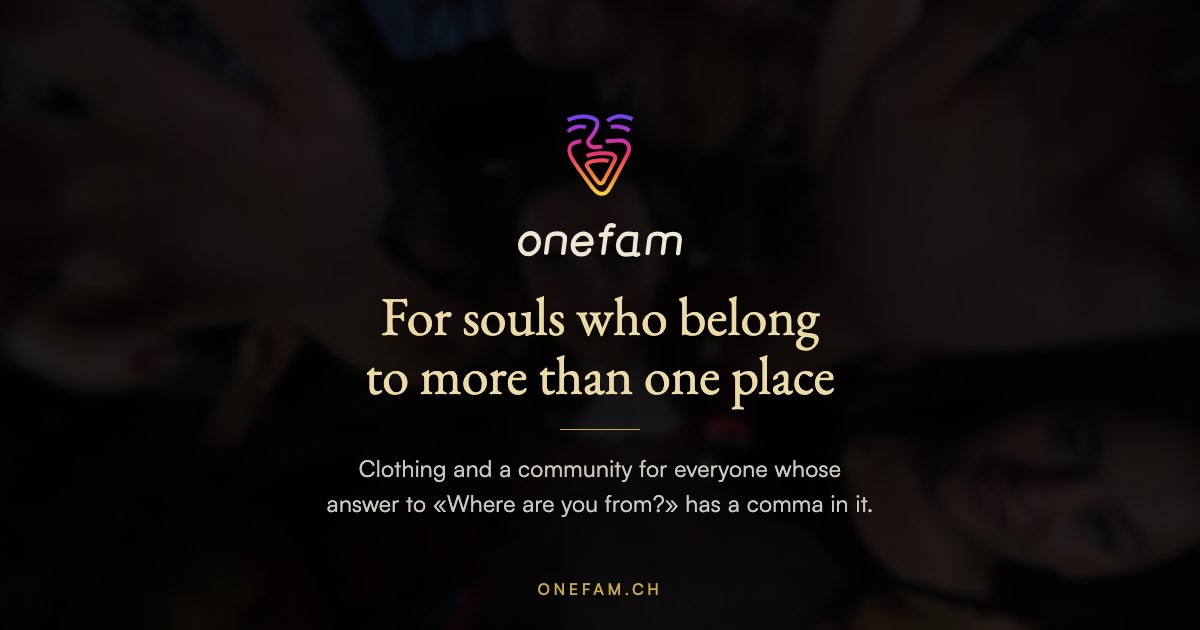 onefam
For souls who belong
to more than one place
Clothing and a community for everyone whose
answer to «Where are you from?» has a comma in it.
ONEFAM.CH